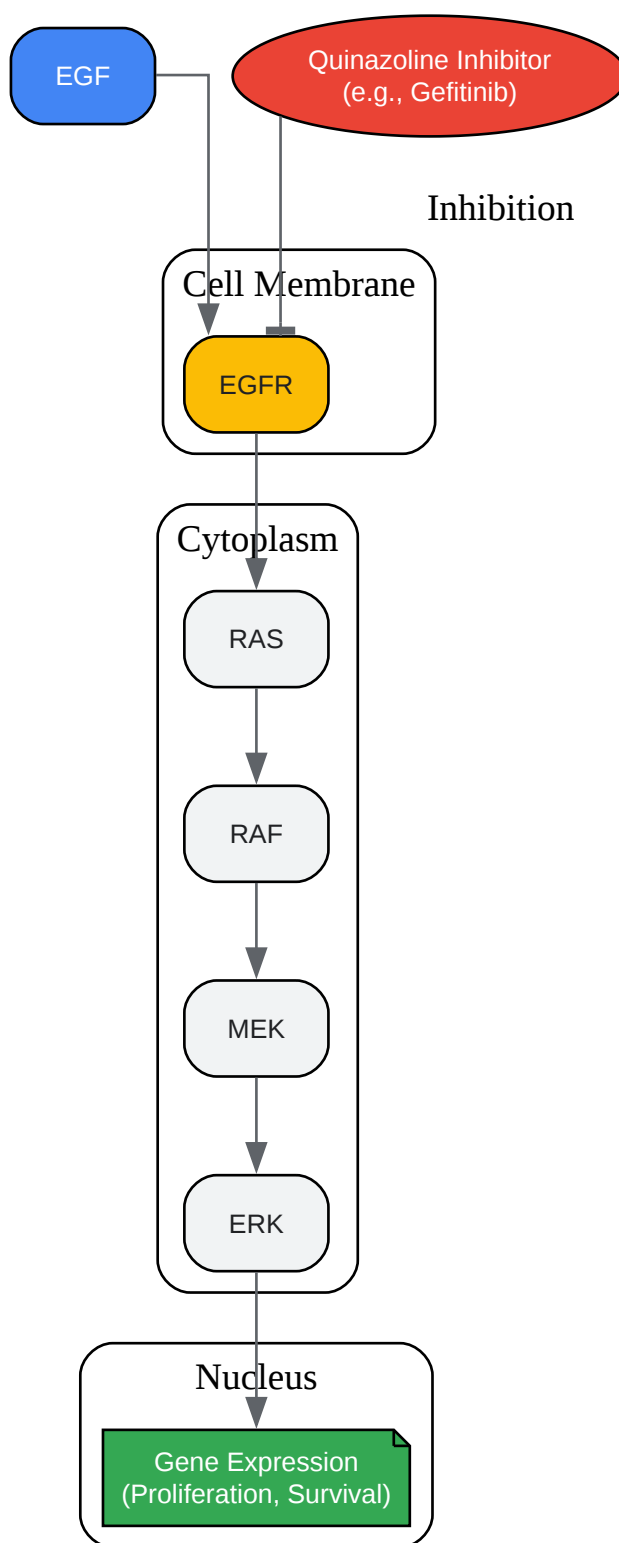 EGF
Quinazoline Inhibitor
(e.g., Gefitinib)
Inhibition
Cell Membrane
EGFR
Cytoplasm
RAS
RAF
MEK
ERK
Nucleus
Gene Expression
(Proliferation, Survival)